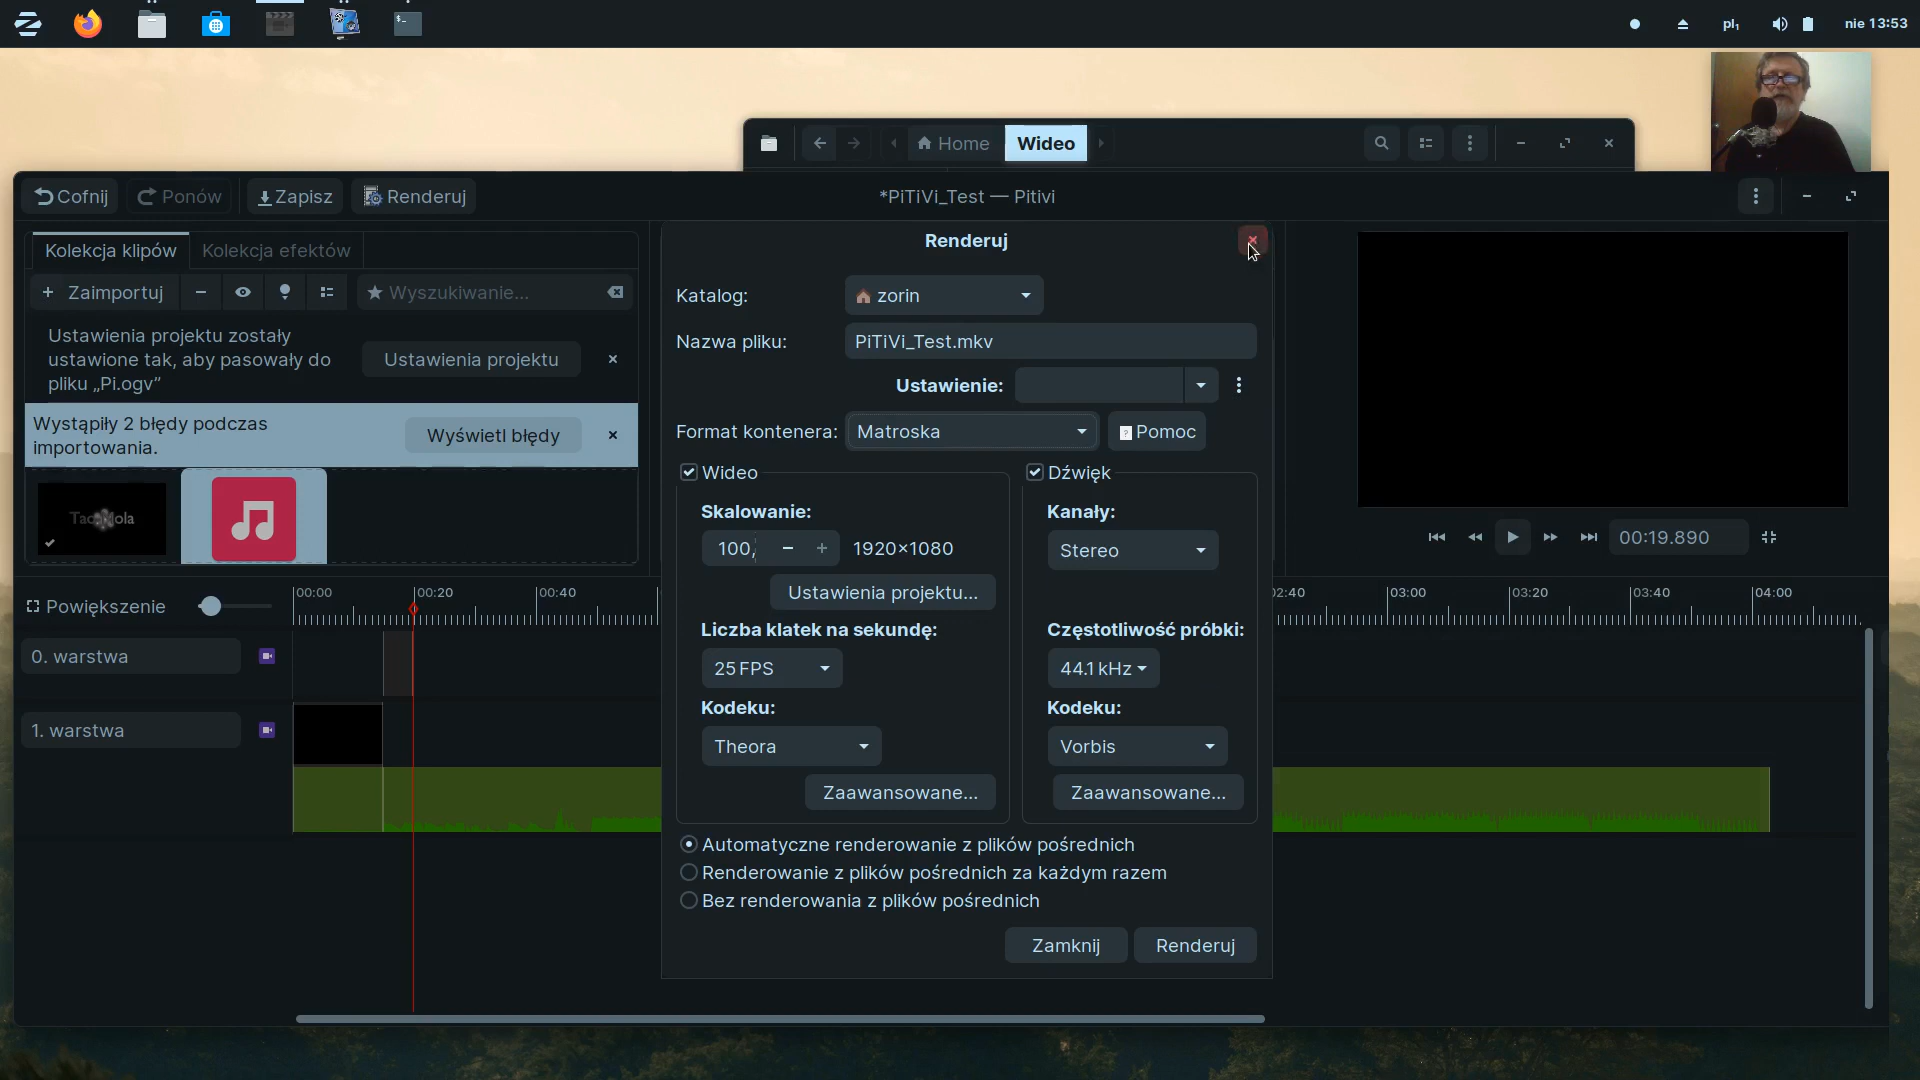 pl₁
nie 13:53
Home
Wideo
Cofnij
Ponów
Zapisz
Renderuj
*PiTiVi_Test — Pitivi
Kolekcja klipów
Kolekcja efektów
Zaimportuj
Wyszukiwanie...
Ustawienia projektu zostały
ustawione tak, aby pasowały do
pliku „Pi.ogv”
Ustawienia projektu
Wystąpiły 2 błędy podczas
importowania.
Wyświetl błędy
Renderuj
Katalog:
zorin
Nazwa pliku:
PiTiVi_Test.mkv
Ustawienie:
Format kontenera:
Matroska
Pomoc
Wideo
Skalowanie:
100,
1920×1080
Ustawienia projektu...
Liczba klatek na sekundę:
25 FPS
Kodeku:
Theora
Zaawansowane...
Dźwięk
Kanały:
Stereo
Częstotliwość próbki:
44.1 kHz
Kodeku:
Vorbis
Zaawansowane...
Automatyczne renderowanie z plików pośrednich
Renderowanie z plików pośrednich za każdym razem
Bez renderowania z plików pośrednich
Zamknij
Renderuj
00:19.890
Powiększenie
00:00
00:20
00:40
02:40
03:00
03:20
03:40
04:00
0. warstwa
1. warstwa